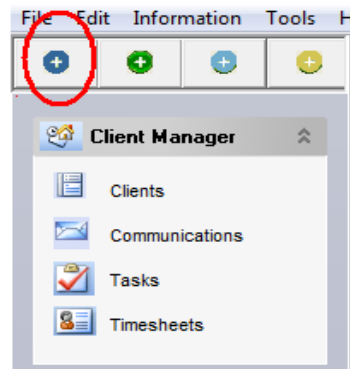 File Edit Information Tools H
Client Manager
Clients
Communications
Tasks
Timesheets